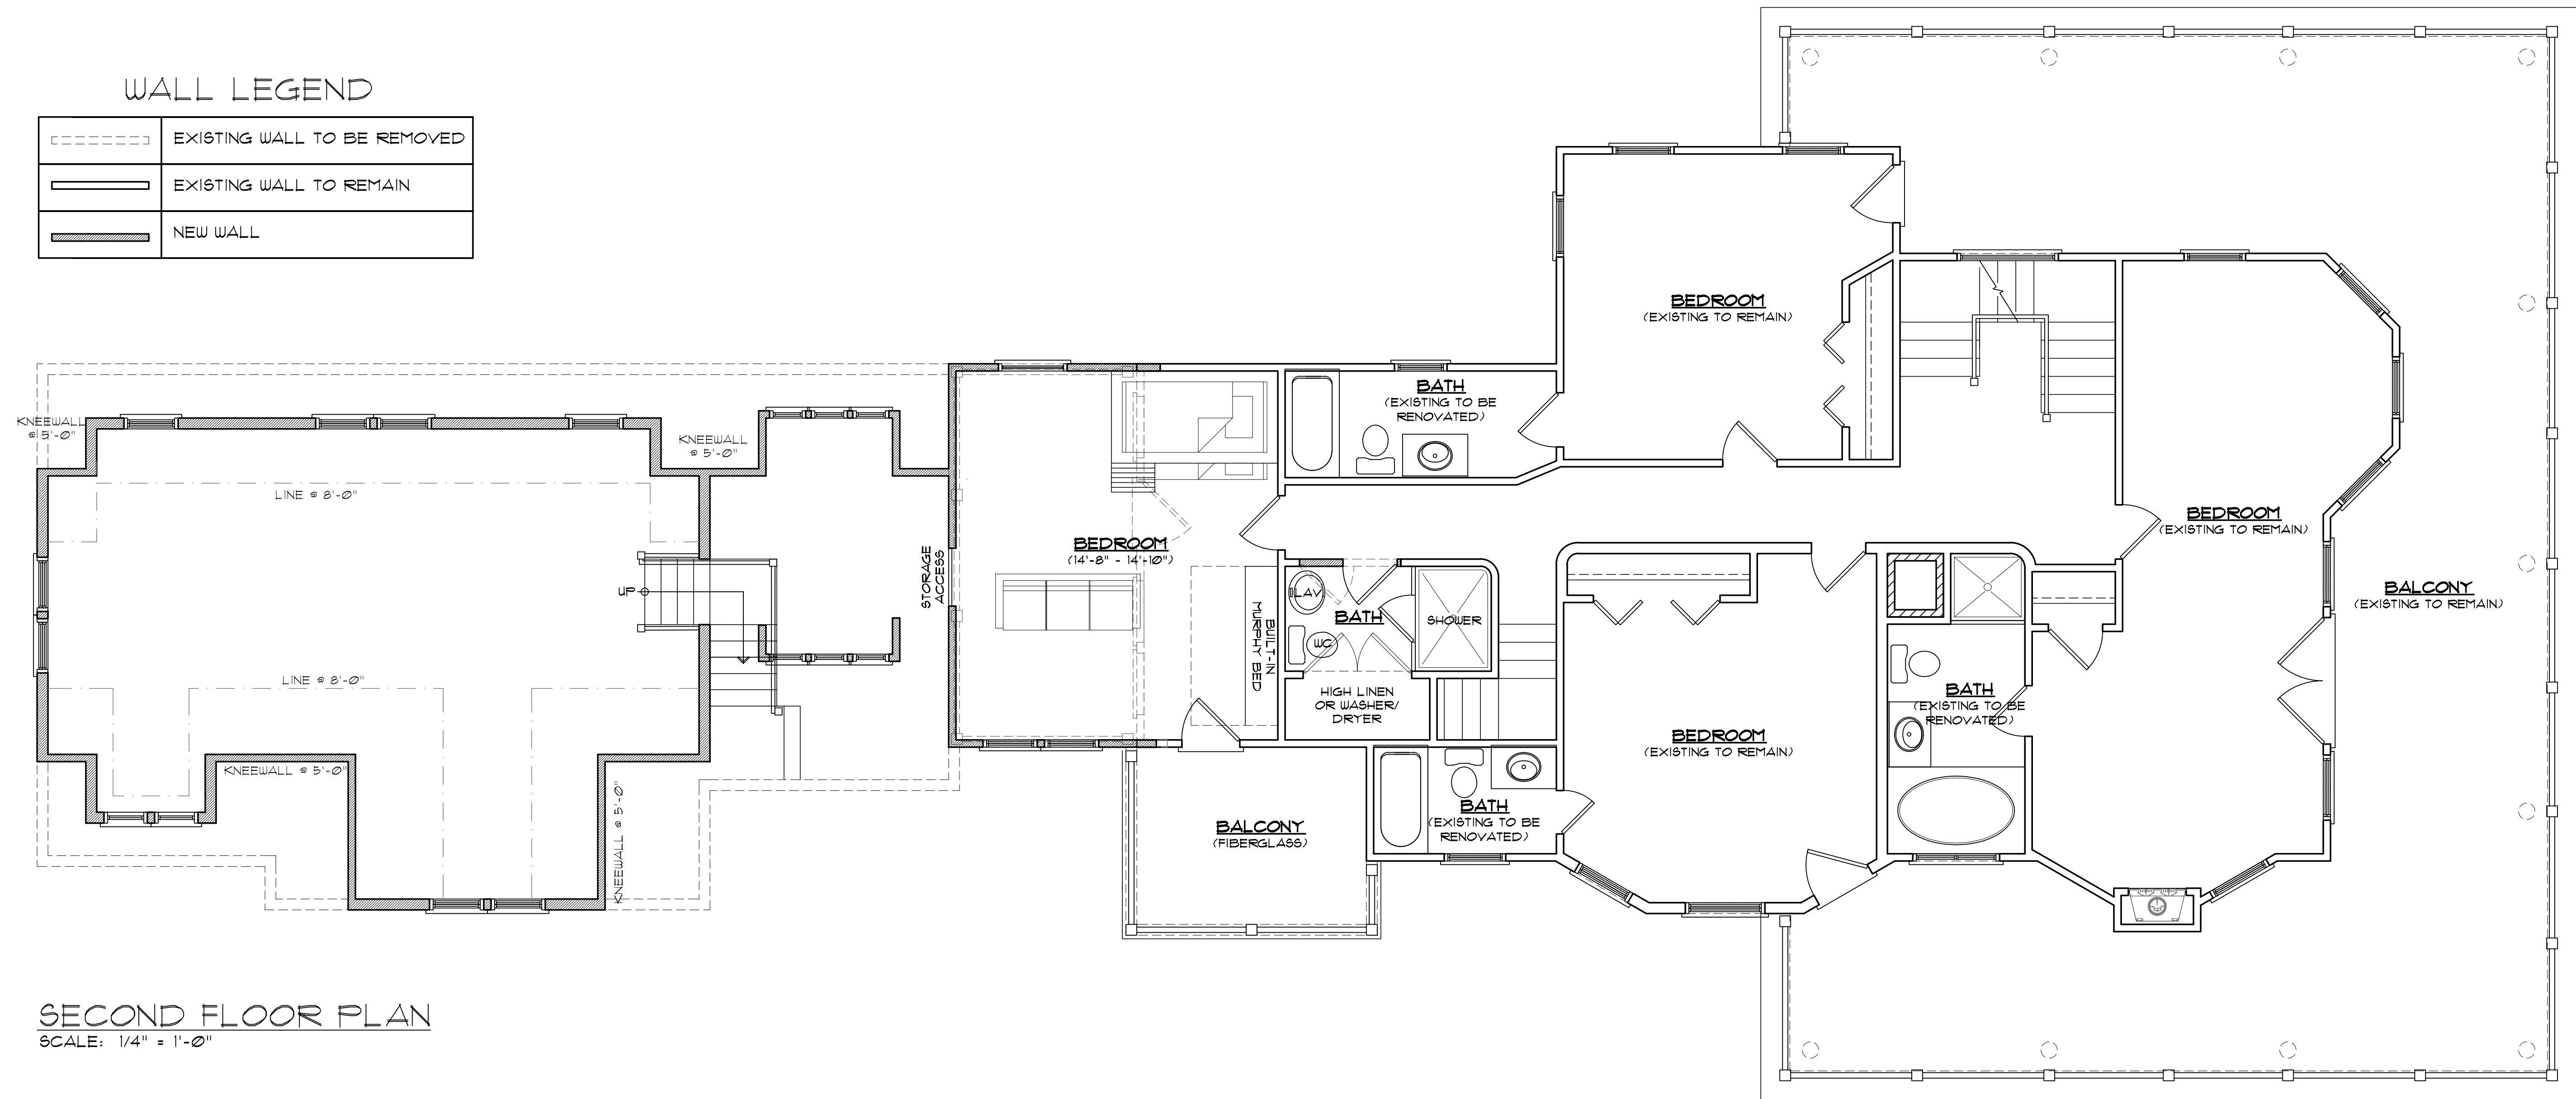 WALL LEGEND
EXISTING WALL TO BE REMOVED
EXISTING WALL TO REMAIN
NEW WALL
KNEEWALL
@ 5'-0"
LINE @ 8'-0"
KNEEWALL
@ 5'-0"
UP
LINE @ 8'-0"
KNEEWALL @ 5'-0"
KNEEWALL @ 5'-0"
STORAGE
ACCESS
BEDROOM
(14'-8" - 14'-10")
BUILT-IN
MURPHY BED
BATH
(EXISTING TO BE
RENOVATED)
LAV.
BATH
SHOWER
WC
HIGH LINEN
OR WASHER/
DRYER
BALCONY
(FIBERGLASS)
BATH
(EXISTING TO BE
RENOVATED)
BEDROOM
(EXISTING TO REMAIN)
BEDROOM
(EXISTING TO REMAIN)
BATH
(EXISTING TO BE
RENOVATED)
BEDROOM
(EXISTING TO REMAIN)
BALCONY
(EXISTING TO REMAIN)
SECOND FLOOR PLAN
SCALE: 1/4" = 1'-0"